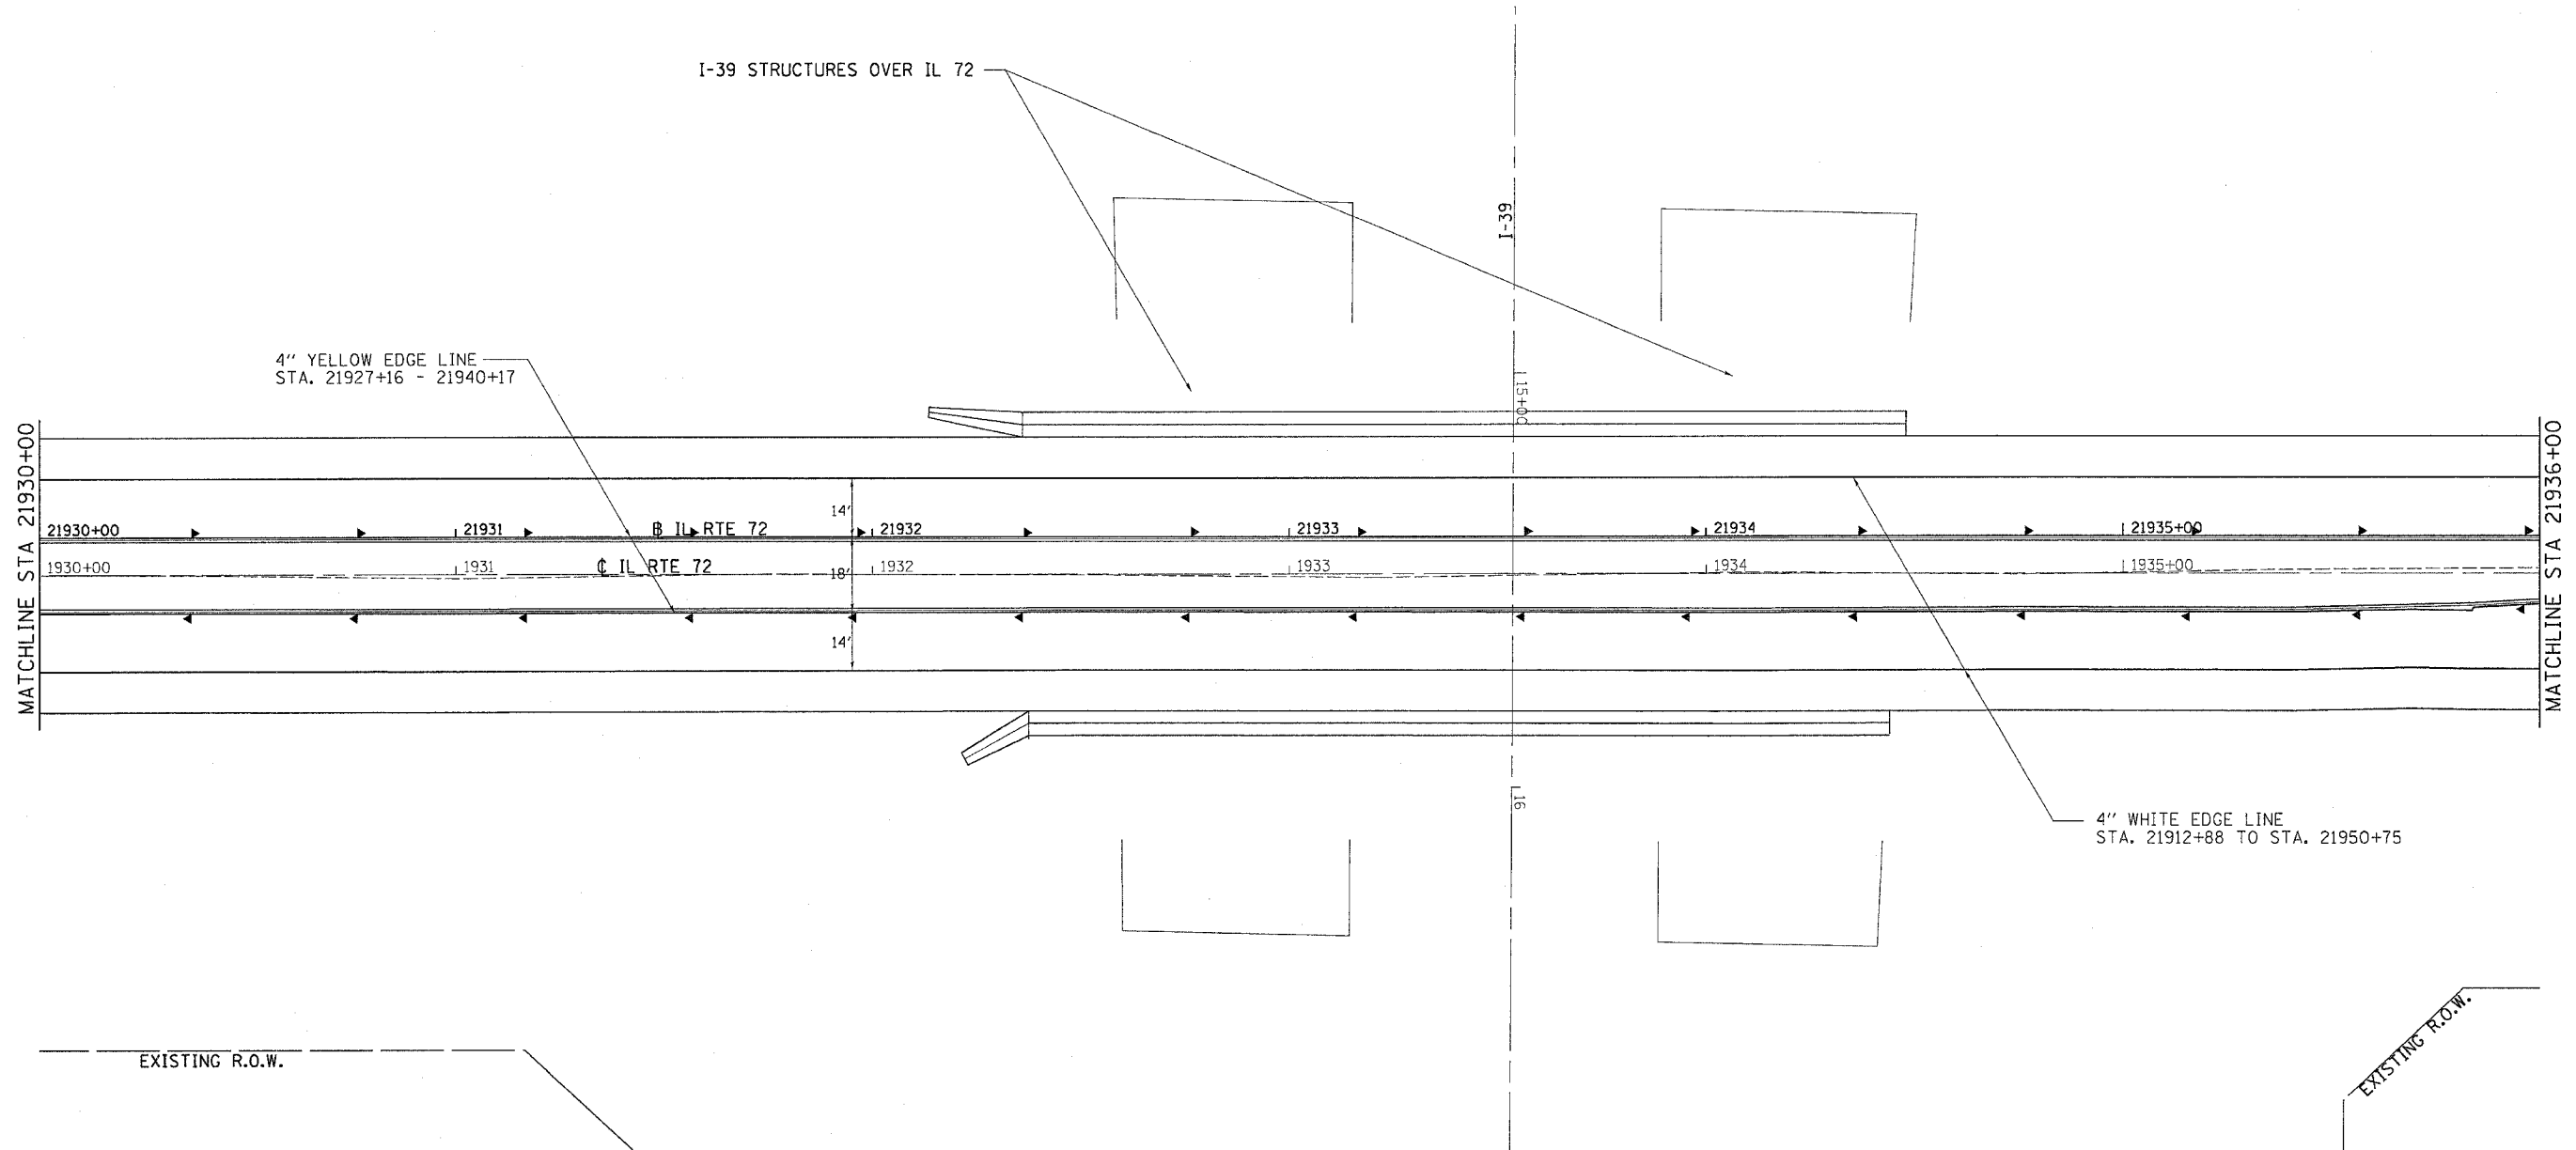 I-39 STRUCTURES OVER IL 72
I-39
4" YELLOW EDGE LINE
STA. 21927+16 - 21940+17
15+00
MATCHLINE STA 21930+00
MATCHLINE STA 21936+00
14'
21930+00 21931 B IL RTE 72 21932 21933 21934 21935+00
1930+00 1931 ℄ IL RTE 72 18' 1932 1933 1934 1935+00
14'
16
4" WHITE EDGE LINE
STA. 21912+88 TO STA. 21950+75
EXISTING R.O.W.
EXISTING R.O.W.